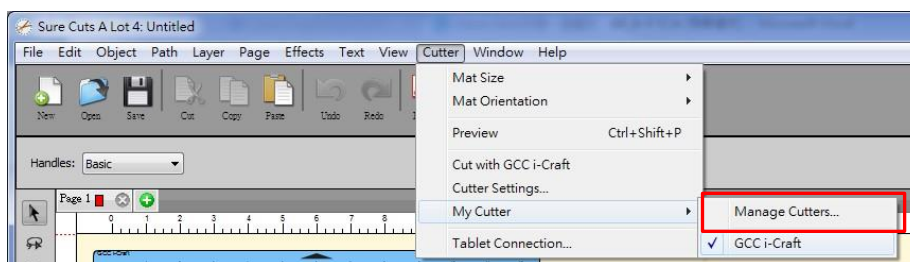 Sure Cuts A Lot 4: Untitled
File Edit Object Path Layer Page Effects Text View Cutter Window Help
New Open Save Cut Copy Paste Undo Redo
Mat Size
Mat Orientation
Preview Ctrl+Shift+P
Handles: Basic
Cut with GCC i-Craft
Cutter Settings...
Page 1
My Cutter
Manage Cutters...
0 1 2 3 4 5 6 7 8
Tablet Connection...
✓ GCC i-Craft
GCC i-Craft